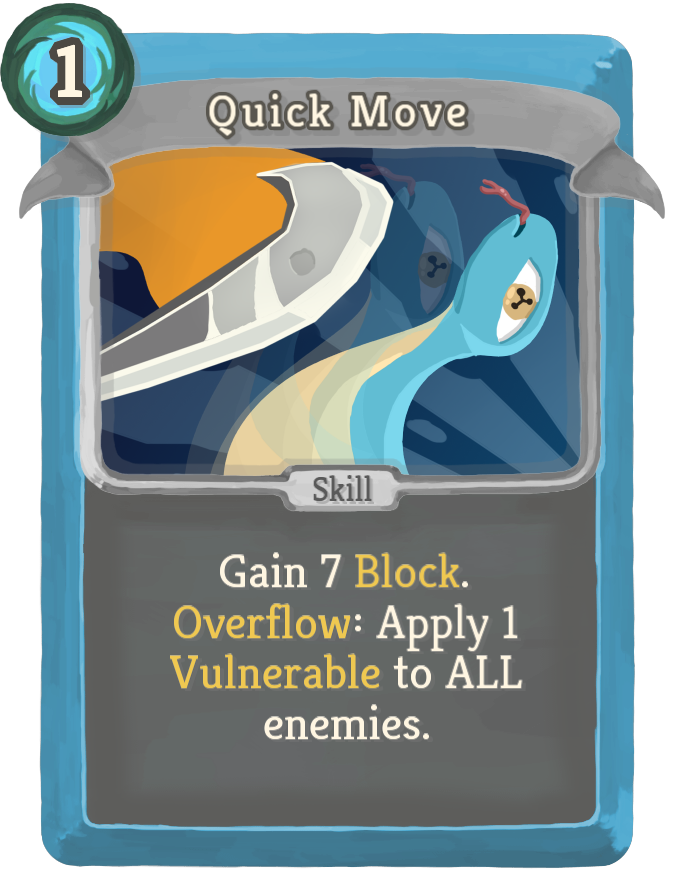 1
Quick Move
Skill
Gain 7 Block.
Overflow: Apply 1
Vulnerable to ALL
enemies.